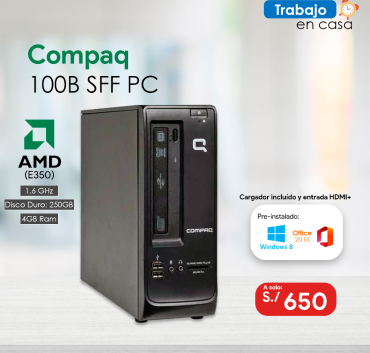 Trabajo
en casa
Compaq
100B SFF PC
AMD
(E350)
1.6 GHz
Disco Duro: 250GB
4GB Ram
COMPAQ
Cargador incluido y entrada HDMI+
Pre-instalado:
Windows 8
Office
2016
A solo:
S./ 650